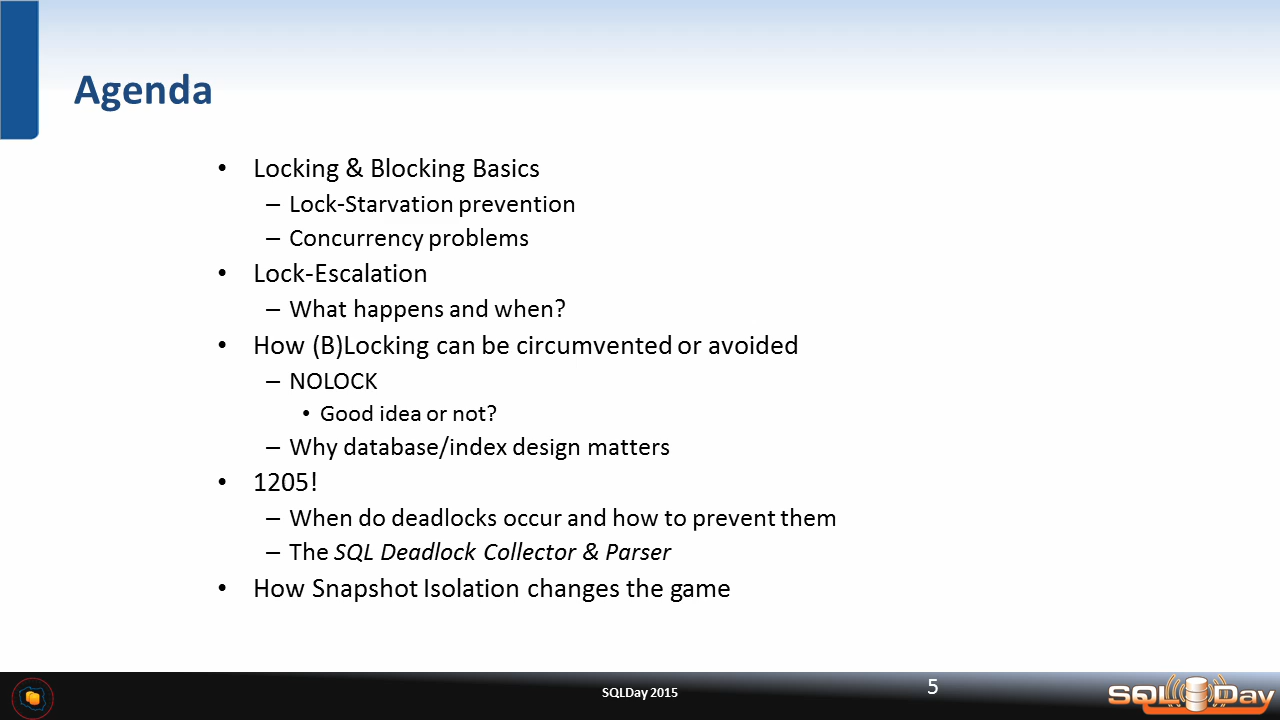 Agenda
• Locking & Blocking Basics
– Lock-Starvation prevention
– Concurrency problems
• Lock-Escalation
– What happens and when?
• How (B)Locking can be circumvented or avoided
– NOLOCK
• Good idea or not?
– Why database/index design matters
• 1205!
– When do deadlocks occur and how to prevent them
– The SQL Deadlock Collector & Parser
• How Snapshot Isolation changes the game
SQLDay 2015
5
SQL Day